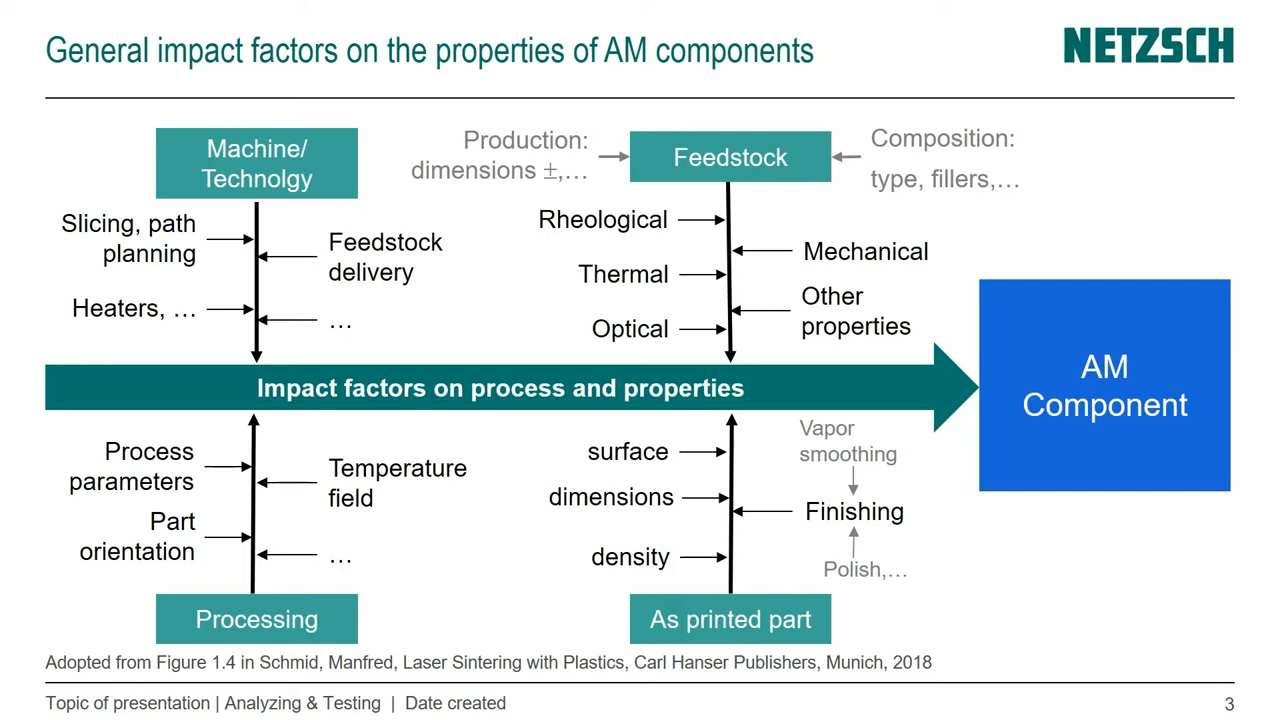 General impact factors on the properties of AM components
NETZSCH
Machine/
Technolgy
Production:
dimensions ±,…
Feedstock
Composition:
type, fillers,…
Slicing, path
planning
Feedstock
delivery
Heaters, …
…
Rheological
Mechanical
Thermal
Other
properties
Optical
Impact factors on process and properties
AM
Component
Process
parameters
Temperature
field
Part
orientation
…
Processing
surface
dimensions
density
Vapor
smoothing
Finishing
Polish,…
As printed part
Adopted from Figure 1.4 in Schmid, Manfred, Laser Sintering with Plastics, Carl Hanser Publishers, Munich, 2018
Topic of presentation | Analyzing & Testing | Date created
3